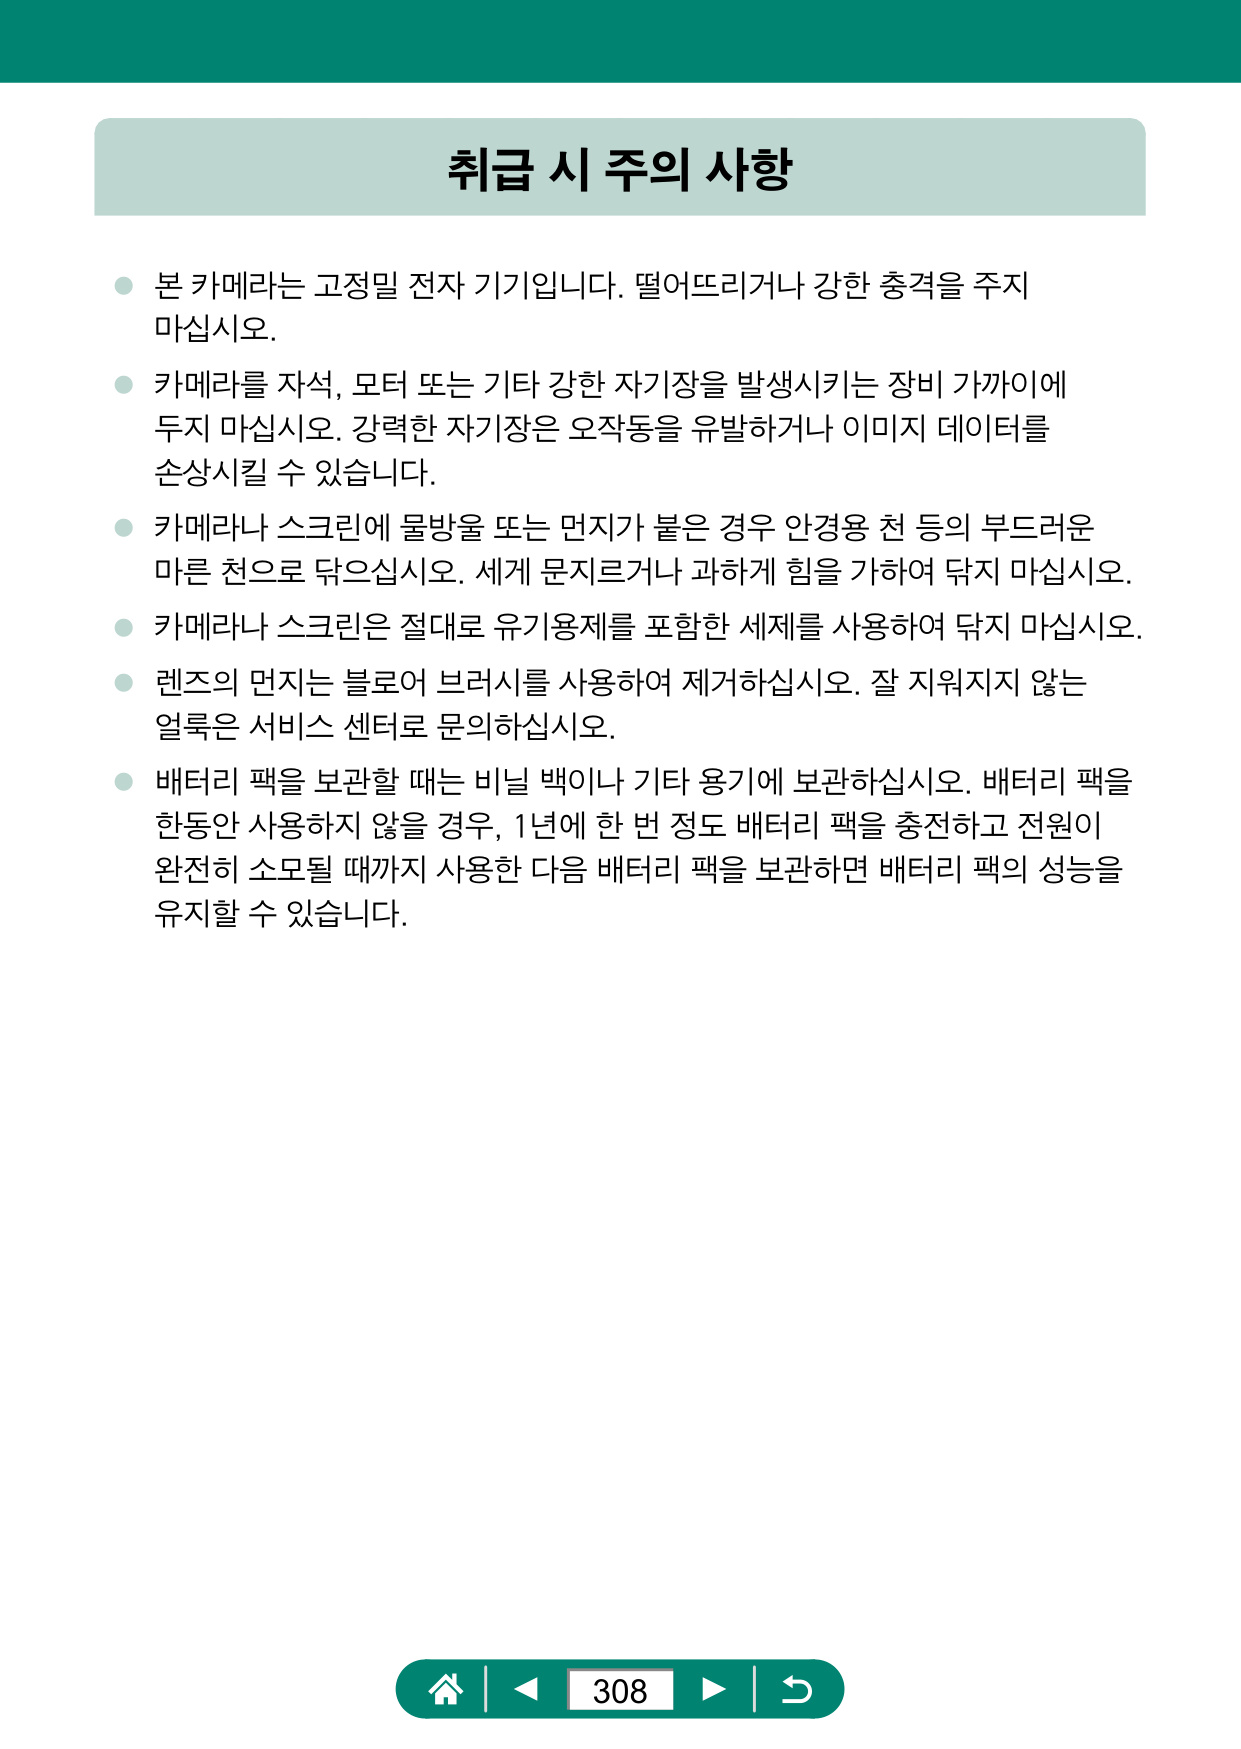 취급 시 주의 사항
본 카메라는 고정밀 전자 기기입니다. 떨어뜨리거나 강한 충격을 주지
마십시오.
카메라를 자석, 모터 또는 기타 강한 자기장을 발생시키는 장비 가까이에
두지 마십시오. 강력한 자기장은 오작동을 유발하거나 이미지 데이터를
손상시킬 수 있습니다.
카메라나 스크린에 물방울 또는 먼지가 붙은 경우 안경용 천 등의 부드러운
마른 천으로 닦으십시오. 세게 문지르거나 과하게 힘을 가하여 닦지 마십시오.
카메라나 스크린은 절대로 유기용제를 포함한 세제를 사용하여 닦지 마십시오.
렌즈의 먼지는 블로어 브러시를 사용하여 제거하십시오. 잘 지워지지 않는
얼룩은 서비스 센터로 문의하십시오.
배터리 팩을 보관할 때는 비닐 백이나 기타 용기에 보관하십시오. 배터리 팩을
한동안 사용하지 않을 경우, 1년에 한 번 정도 배터리 팩을 충전하고 전원이
완전히 소모될 때까지 사용한 다음 배터리 팩을 보관하면 배터리 팩의 성능을
유지할 수 있습니다.
308